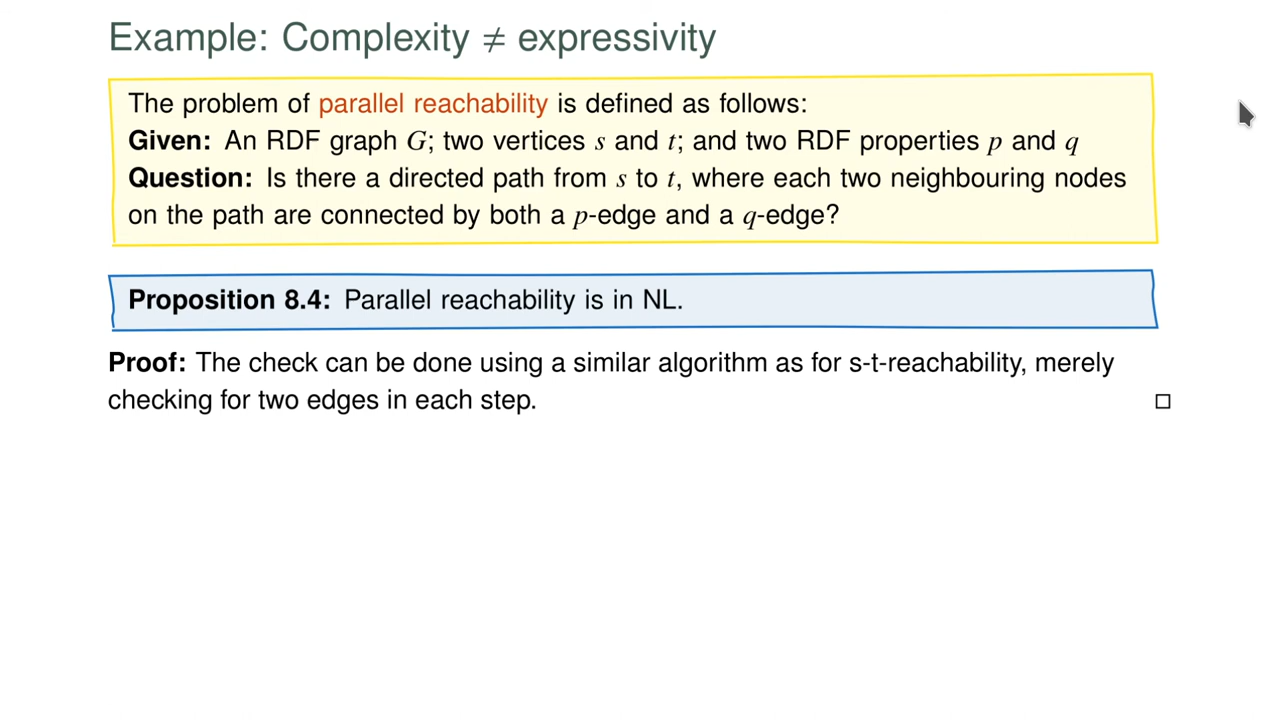 Example: Complexity ≠ expressivity
The problem of parallel reachability is defined as follows:
Given: An RDF graph G; two vertices s and t; and two RDF properties p and q
Question: Is there a directed path from s to t, where each two neighbouring nodes
on the path are connected by both a p-edge and a q-edge?
Proposition 8.4: Parallel reachability is in NL.
Proof: The check can be done using a similar algorithm as for s-t-reachability, merely
checking for two edges in each step. □